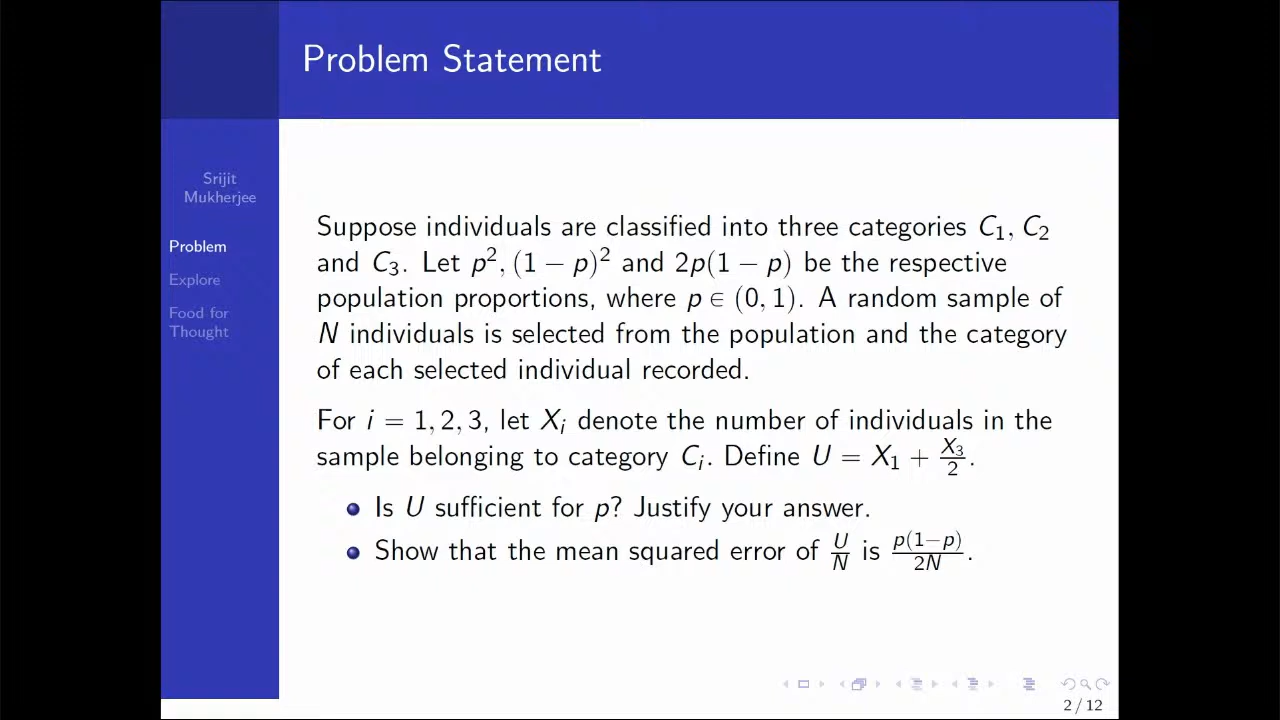 Problem Statement
Srijit
Mukherjee
Problem
Explore
Food for
Thought
Suppose individuals are classified into three categories C₁, C₂
and C₃. Let p², (1 − p)² and 2p(1 − p) be the respective
population proportions, where p ∈ (0, 1). A random sample of
N individuals is selected from the population and the category
of each selected individual recorded.
For i = 1, 2, 3, let Xᵢ denote the number of individuals in the
sample belonging to category Cᵢ. Define U = X₁ + X₃/2.
Is U sufficient for p? Justify your answer.
Show that the mean squared error of U/N is p(1−p)/2N.
2 / 12